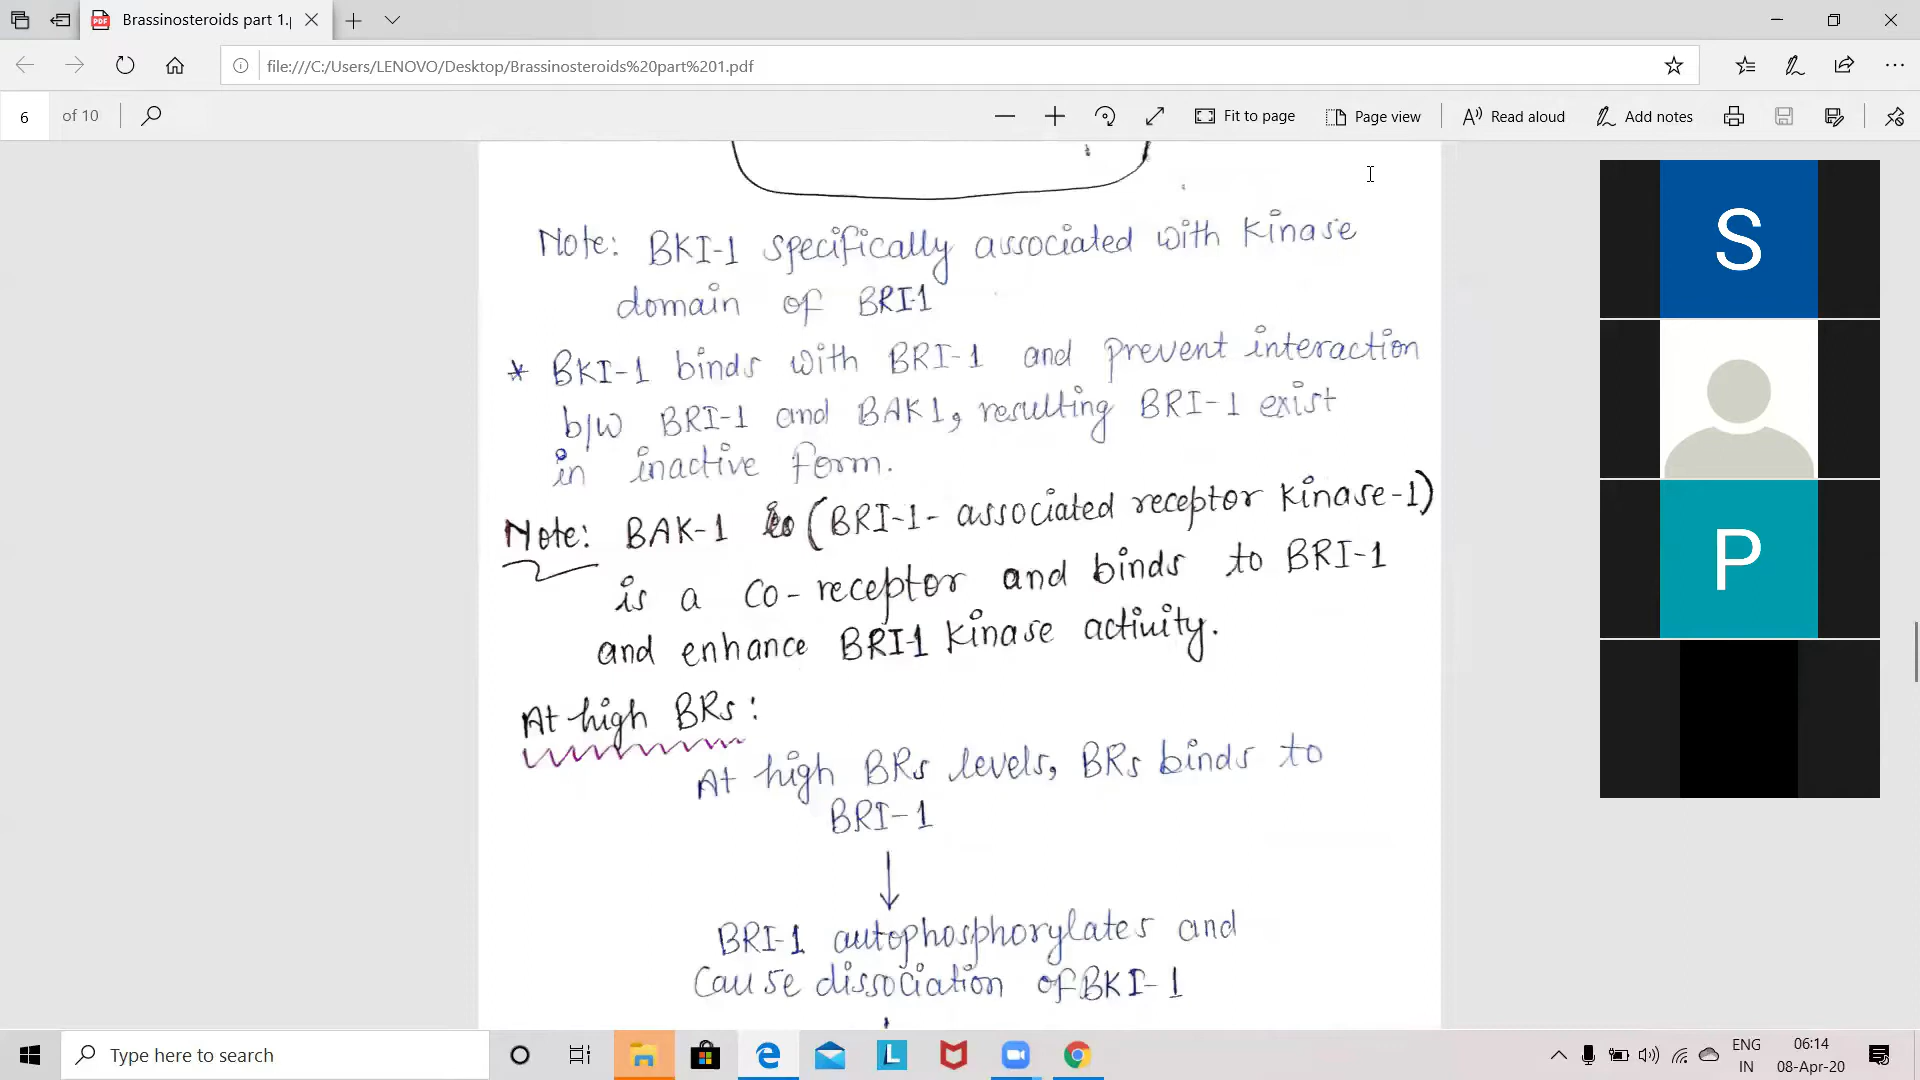 Brassinosteroids part 1.p
file:///C:/Users/LENOVO/Desktop/Brassinosteroids%20part%201.pdf
6 of 10
Fit to page
Page view
Read aloud
Add notes
Note: BKI-1 specifically associated with kinase
domain of BRI-1
* BKI-1 binds with BRI-1 and prevent interaction
b/w BRI-1 and BAK1, resulting BRI-1 exist
in inactive form.
Note: BAK-1 (BRI-1- associated receptor kinase-1)
is a co-receptor and binds to BRI-1
and enhance BRI-1 kinase activity.
At high BRs:
At high BRs levels, BRs binds to
BRI-1
BRI-1 autophosphorylates and
Cause dissociation of BKI-1
S
P
Type here to search
ENG
IN
06:14
08-Apr-20